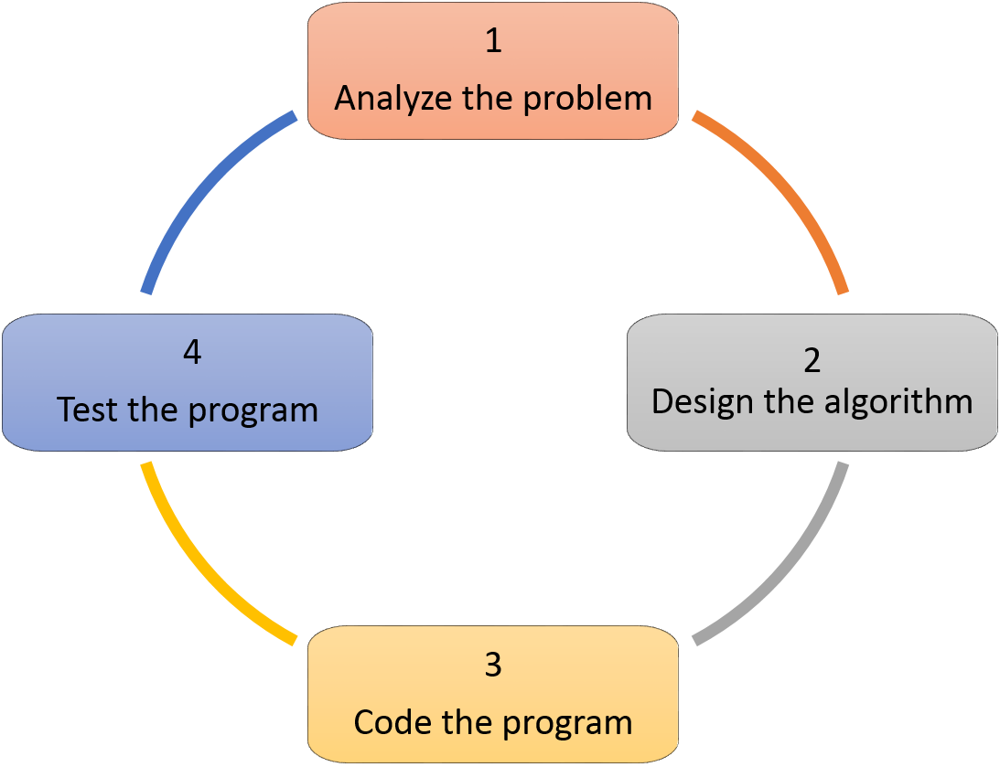 1
Analyze the problem
2
Design the algorithm
3
Code the program
4
Test the program